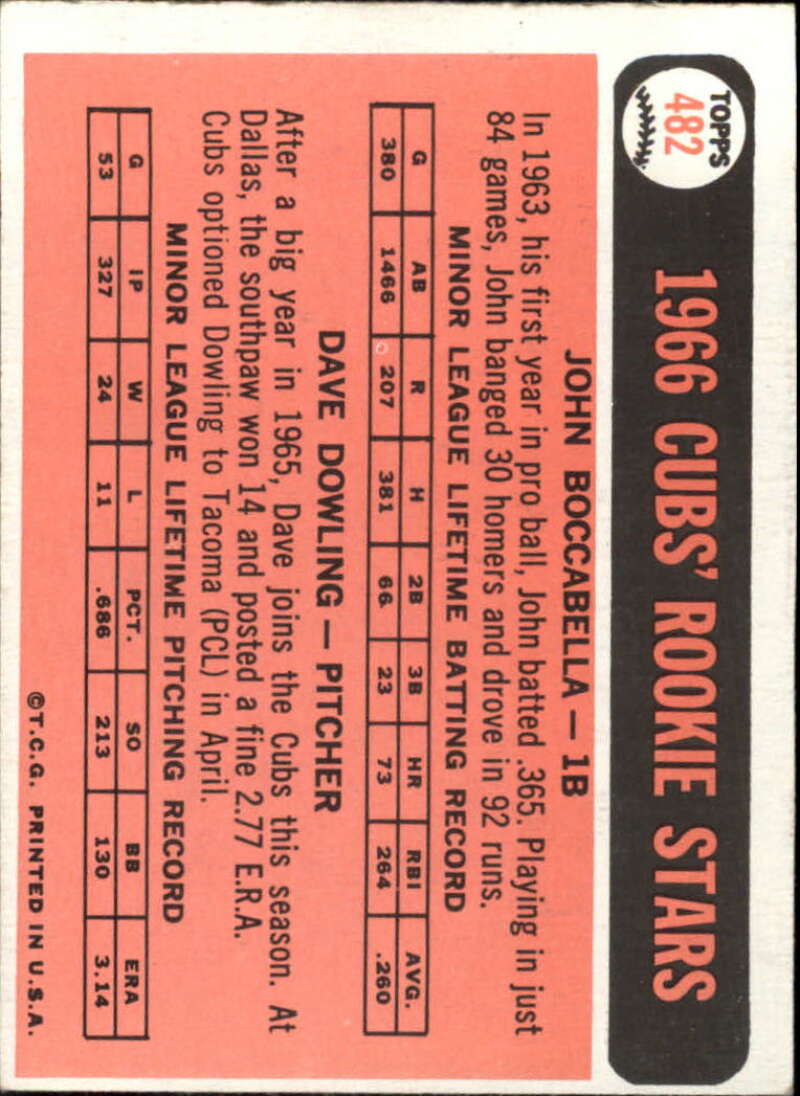 TOPPS
482
1966 CUBS' ROOKIE STARS
JOHN BOCCABELLA — 1B
In 1963, his first year in pro ball, John batted .365. Playing in just
84 games, John banged 30 homers and drove in 92 runs.
MINOR LEAGUE LIFETIME BATTING RECORD
G AB R H 2B 3B HR RBI AVG.
380 1466 207 381 66 23 73 264 .260
DAVE DOWLING — PITCHER
After a big year in 1965, Dave joins the Cubs this season. At
Dallas, the southpaw won 14 and posted a fine 2.77 E.R.A.
Cubs optioned Dowling to Tacoma (PCL) in April.
MINOR LEAGUE LIFETIME PITCHING RECORD
G IP W L PCT. SO BB ERA
53 327 24 11 .686 213 130 3.14
©T.C.G. PRINTED IN U.S.A.